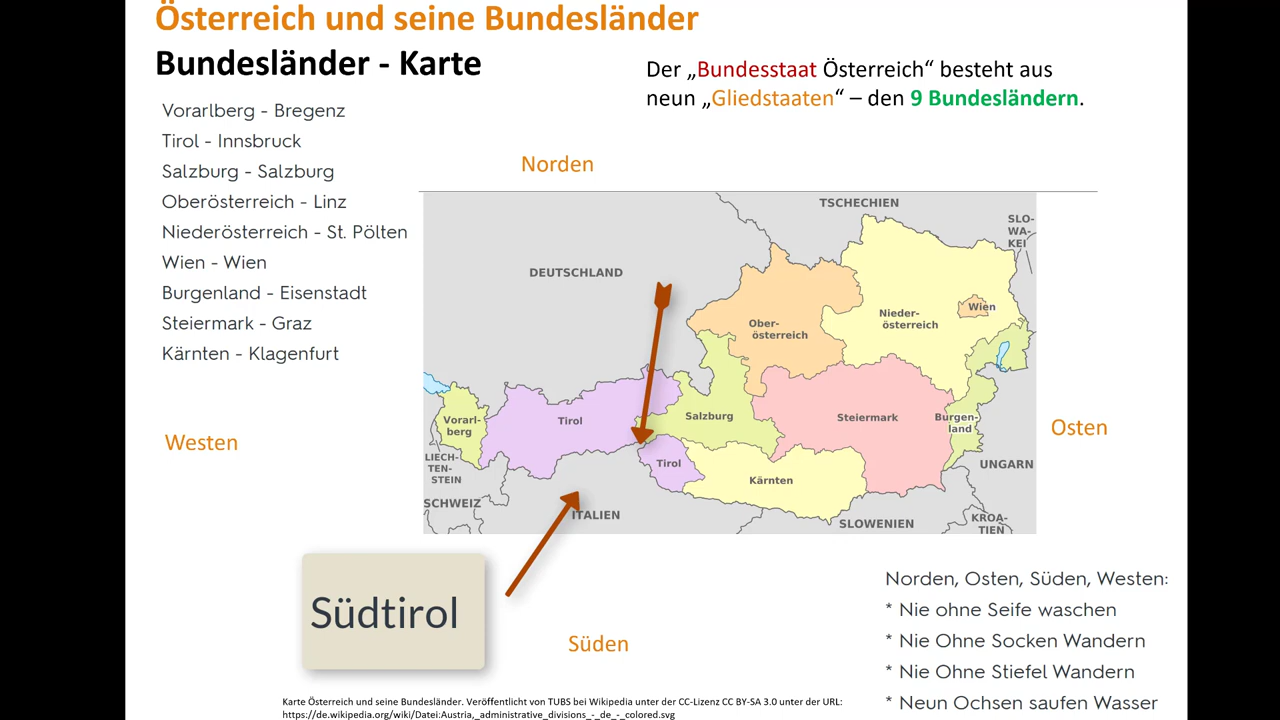 Österreich und seine Bundesländer
Bundesländer - Karte
Der „Bundesstaat Österreich“ besteht aus
neun „Gliedstaaten“ – den 9 Bundesländern.
Vorarlberg - Bregenz
Tirol - Innsbruck
Salzburg - Salzburg
Oberösterreich - Linz
Niederösterreich - St. Pölten
Wien - Wien
Burgenland - Eisenstadt
Steiermark - Graz
Kärnten - Klagenfurt
Norden
TSCHECHIEN
SLO-
WA-
KEI
DEUTSCHLAND
Wien
Nieder-
österreich
Ober-
österreich
Salzburg
Steiermark
Burgen-
land
Tirol
Vorarl-
berg
Westen
Osten
LIECH-
TEN-
STEIN
Tirol
Kärnten
UNGARN
SCHWEIZ
ITALIEN
SLOWENIEN
KROA-
TIEN
Südtirol
Süden
Norden, Osten, Süden, Westen:
* Nie ohne Seife waschen
* Nie Ohne Socken Wandern
* Nie Ohne Stiefel Wandern
* Neun Ochsen saufen Wasser
Karte Österreich und seine Bundesländer. Veröffentlicht von TUBS bei Wikipedia unter der CC-Lizenz CC BY-SA 3.0 unter der URL:
https://de.wikipedia.org/wiki/Datei:Austria,_administrative_divisions_-_de_-_colored.svg